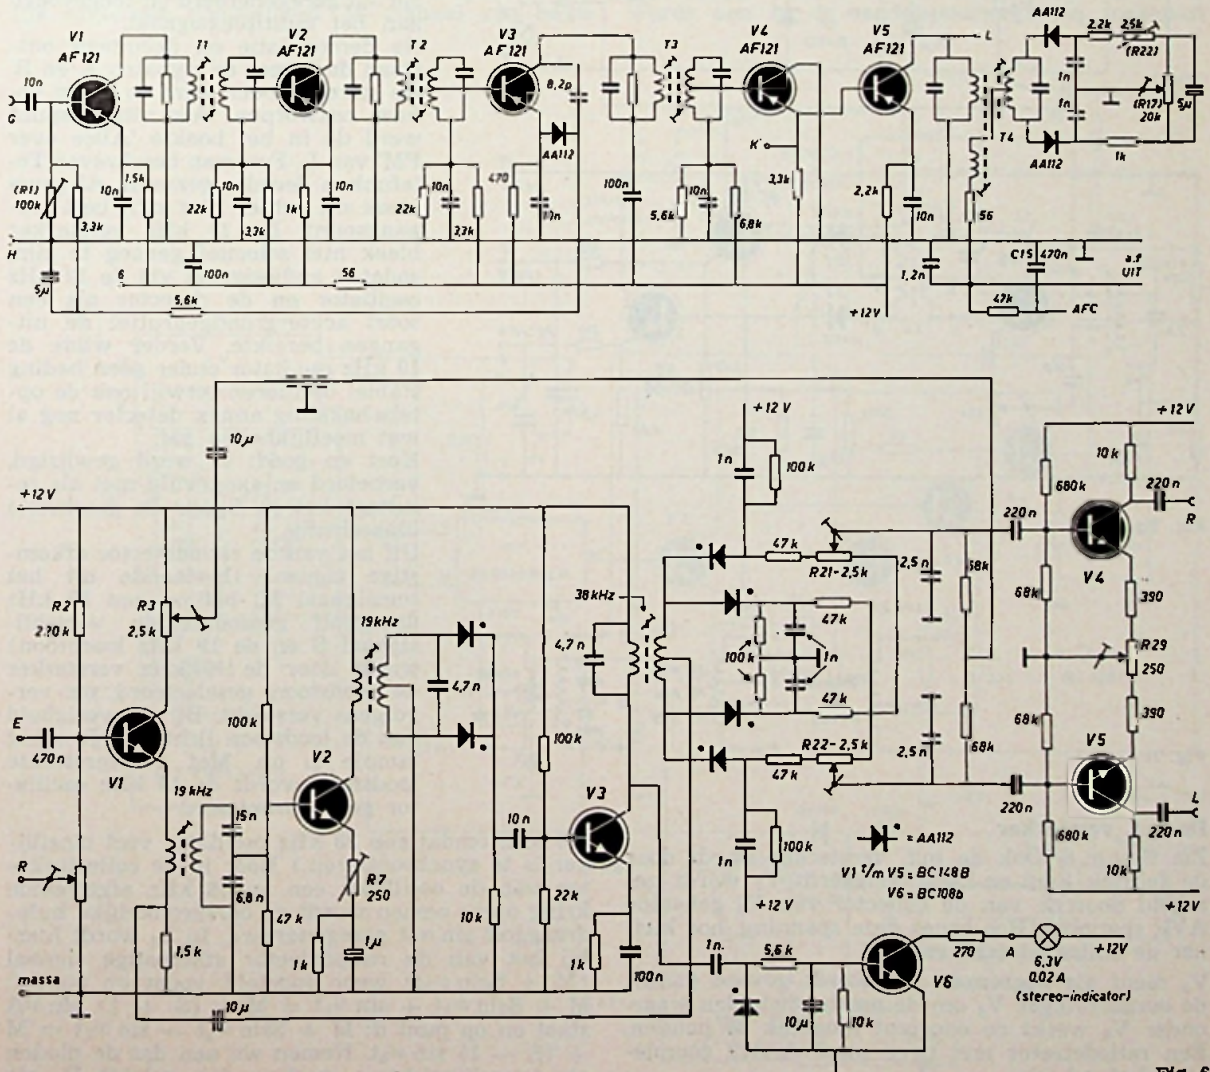 V1
AF121
T1
V2
AF121
T2
V3
AF121
T3
V4
AF121
V5
AF121
L
AA112
2,2k
2,5k
(R22)
10n
G
8,2p
AA112
K
1n
1n
(R17)
20k
5µ
T4
AA112
1k
(R1)
100k
3,3k
10n
1,5k
22k
10n
3,3k
1k
10n
22k
10n
3,3k
470
10n
100n
5,6k
10n
6,8k
3,3k
2,2k
10n
56
H
5µ
100n
6
56
5,6k
+12V
1,2n
C15
470n
a.f
UIT
47k
AFC
10µ
+12V
1n
100k
+12V
10k
680k
220n
R
+12V
R2
2.10k
R3
2,5k
19kHz
4,7n
38kHz
4,7n
47k
R21-2,5k
47k
100k
1n
47k
47k
R22-2,5k
2,5n
68k
220n
V4
68k
390
R29
250
2,5n
68k
68k
390
V5
220n
220n
L
E
470n
V1
100k
V2
100k
10n
V3
19kHz
15n
6,8n
R7
250
R
1,5k
47k
1k
1µ
10k
22k
1k
100n
1n
100k
+12V
= AA112
V1 t/m V5 = BC148B
V6 = BC108b
680k
10k
+12V
massa
10µ
1n
5,6k
10µ
10k
V6
270
A
+12V
6,3V
0,02A
(stereo-indicator)